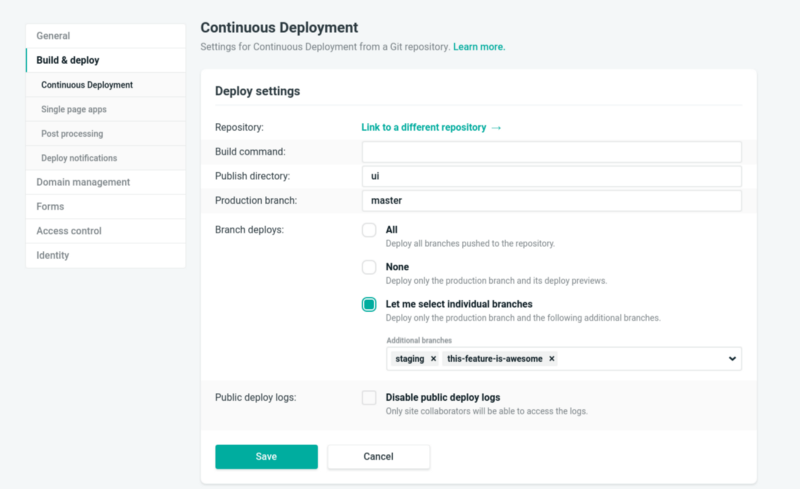 General
Build & deploy
Continuous Deployment
Single page apps
Post processing
Deploy notifications
Domain management
Forms
Access control
Identity
Continuous Deployment
Settings for Continuous Deployment from a Git repository. Learn more.
Deploy settings
Repository: Link to a different repository →
Build command:
Publish directory: ui
Production branch: master
Branch deploys: All
Deploy all branches pushed to the repository.
None
Deploy only the production branch and its deploy previews.
Let me select individual branches
Deploy only the production branch and the following additional branches.
Additional branches
staging × this-feature-is-awesome ×
Public deploy logs: Disable public deploy logs
Only site collaborators will be able to access the logs.
Save Cancel